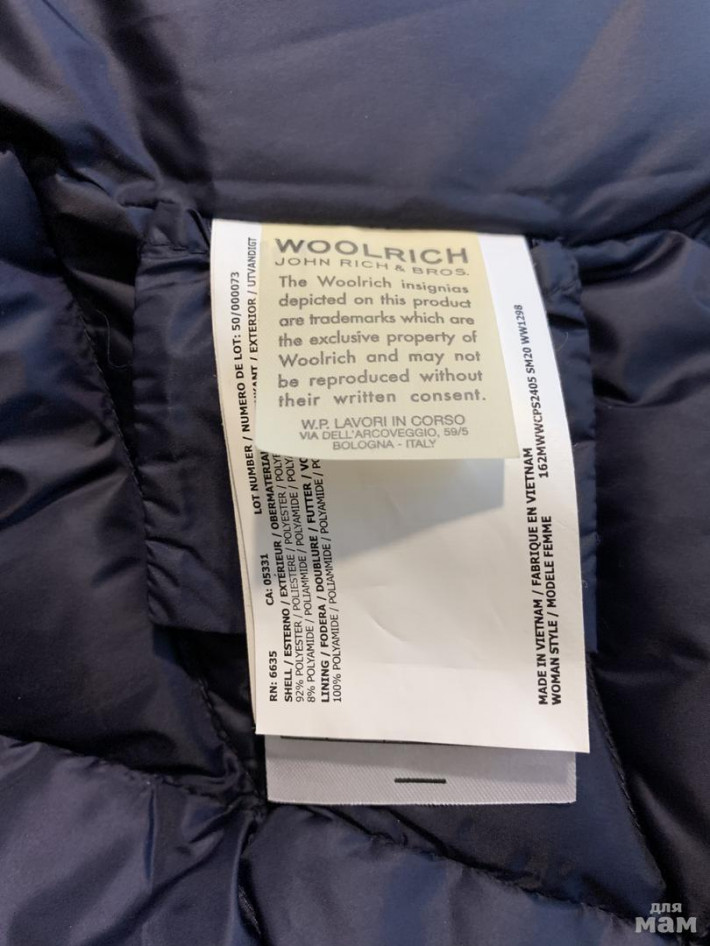 WOOLRICH
JOHN RICH & BROS.
The Woolrich insignias
depicted on this product
are trademarks which are
the exclusive property of
Woolrich and may not
be reproduced without
their written consent.
W.P. LAVORI IN CORSO
VIA DELL'ARCOVEGGIO, 59/5
BOLOGNA - ITALY
LOT NUMBER / NUMERO DE LOT: 50/000073
RN: 6635 CA: 05331
/ EXTERIOR / UTVANDIGT
SHELL / ESTERNO / EXTÉRIEUR / OBERMATERIAL
92% POLYESTER / POLIESTERE / POLYESTER /
8% POLYAMIDE / POLIAMMIDE / POLYAMIDE /
LINING / FODERA / DOUBLURE / FUTTER /
100% POLYAMIDE / POLIAMMIDE / POLYAMIDE /
162MWWCPS2405 SM20 WW1298
MADE IN VIETNAM / FABRIQUE EN VIETNAM
WOMAN STYLE / MODELE FEMME
для
мам